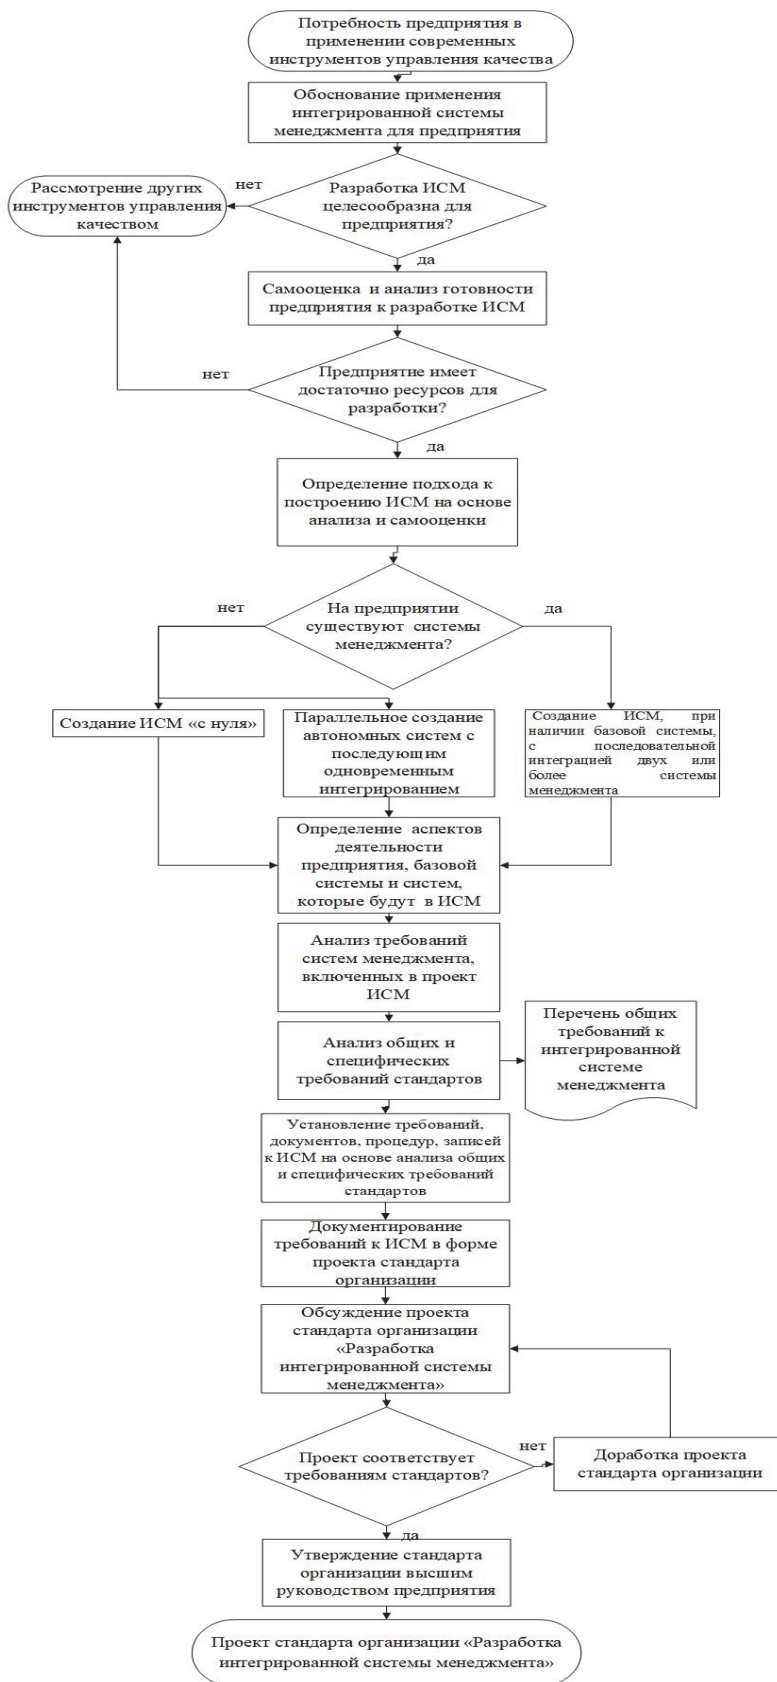 Потребность предприятия в
применении современных
инструментов управления качества
Обоснование применения
интегрированной системы
менеджмента для предприятия
нет
Рассмотрение других
инструментов управления
качеством
Разработка ИСМ
целесообразна для
предприятия?
да
Самооценка и анализ готовности
предприятия к разработке ИСМ
нет
Предприятие имеет
достаточно ресурсов для
разработки?
да
Определение подхода к
построению ИСМ на основе
анализа и самооценки
нет
На предприятии
существуют системы
менеджмента?
да
Создание ИСМ «с нуля»
Параллельное создание
автономных систем с
последующим
одновременным
интегрированием
Создание ИСМ, при
наличии базовой системы,
с последовательной
интеграцией двух или
более системы
менеджмента
Определение аспектов
деятельности
предприятия, базовой
системы и систем,
которые будут в ИСМ
Анализ требований
систем менеджмента,
включенных в проект
ИСМ
Анализ общих и
специфических
требований стандартов
Перечень общих
требований к
интегрированной
системе
менеджмента
Установление требований,
документов, процедур, записей
к ИСМ на основе анализа общих
и специфических требований
стандартов
Документирование
требований к ИСМ в форме
проекта стандарта
организации
Обсуждение проекта
стандарта организации
«Разработка
интегрированной системы
менеджмента»
Проект соответствует
требованиям стандартов?
нет
Доработка проекта
стандарта организации
да
Утверждение стандарта
организации высшим
руководством предприятия
Проект стандарта организации «Разработка
интегрированной системы менеджмента»